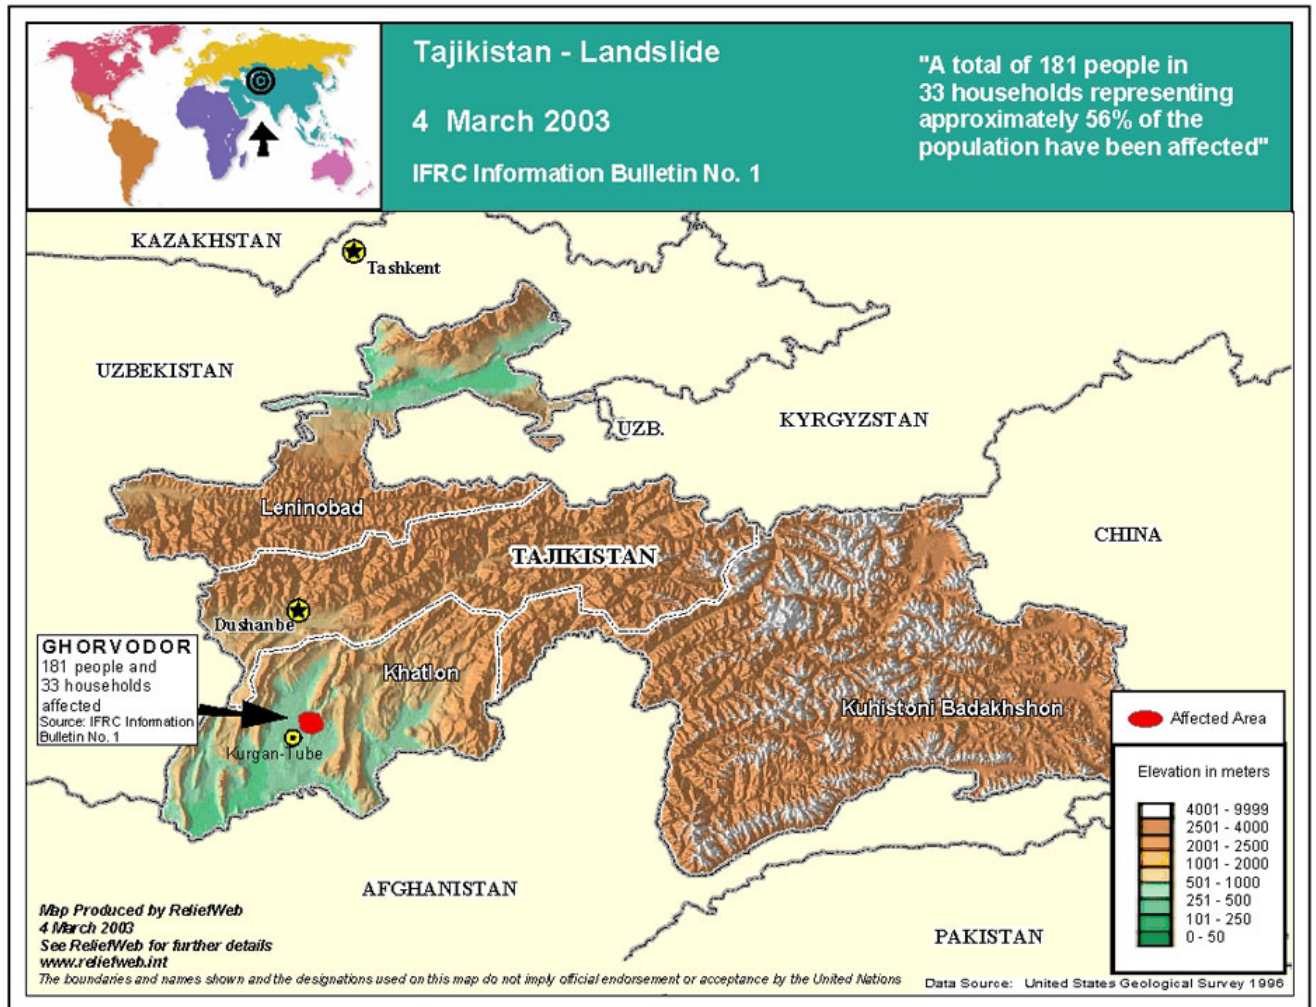 Tajikistan - Landslide
4 March 2003
IFRC Information Bulletin No. 1
"A total of 181 people in
33 households representing
approximately 56% of the
population have been affected"
KAZAKHSTAN
Tashkent
UZBEKISTAN
KYRGYZSTAN
UZB.
Leninobad
CHINA
TAJIKISTAN
Dushanbe
GHORVODOR
181 people and
33 households
affected
Source: IFRC Information
Bulletin No. 1
Khatlon
Kuhistoni Badakhshon
Kurgan-Tube
Affected Area
Elevation in meters
4001 - 9999
2501 - 4000
2001 - 2500
1001 - 2000
501 - 1000
251 - 500
101 - 250
0 - 50
AFGHANISTAN
PAKISTAN
Map Produced by ReliefWeb
4 March 2003
See ReliefWeb for further details
www.reliefweb.int
The boundaries and names shown and the designations used on this map do not imply official endorsement or acceptance by the United Nations
Data Source: United States Geological Survey 1996